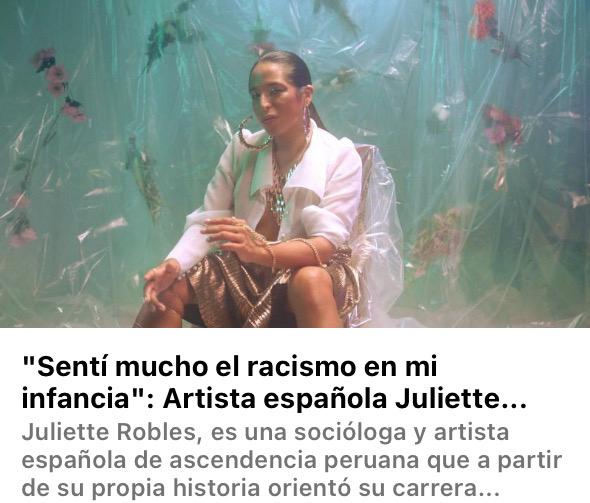 "Sentí mucho el racismo en mi
infancia": Artista española Juliette...
Juliette Robles, es una socióloga y artista
española de ascendencia peruana que a partir
de su propia historia orientó su carrera...